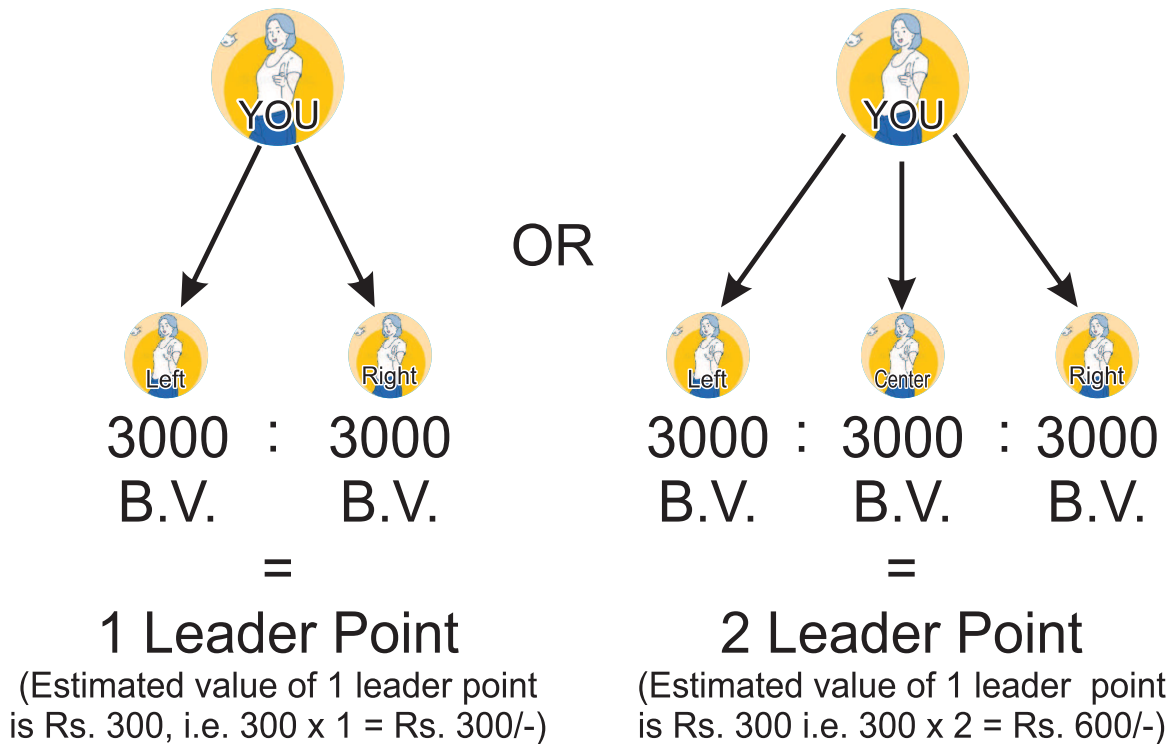 YOU
Left
Right
3000 : 3000
B.V. B.V.
=
1 Leader Point
(Estimated value of 1 leader point
is Rs. 300, i.e. 300 x 1 = Rs. 300/-)
OR
YOU
Left
Center
Right
3000 : 3000 : 3000
B.V. B.V. B.V.
=
2 Leader Point
(Estimated value of 1 leader point
is Rs. 300 i.e. 300 x 2 = Rs. 600/-)